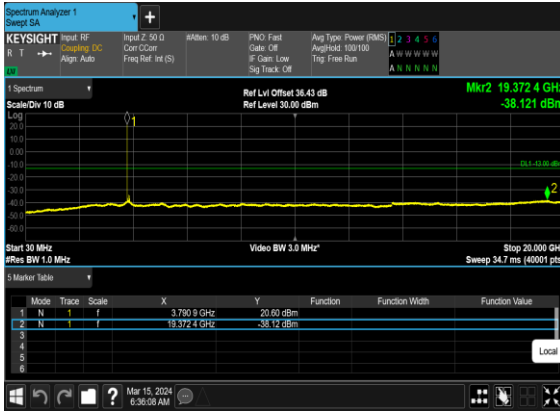 Spectrum Analyzer 1
Swept SA
+
KEYSIGHT Input: RF Input Z: 50 Ω #Atten: 10 dB PNO: Fast Avg Type: Power (RMS) 1 2 3 4 5 6
R T Coupling: DC Corr CCorr Gate: Off Avg|Hold: 100/100 A W W W W W
Align: Auto Freq Ref: Int (S) IF Gain: Low Trig: Free Run
Sig Track: Off A N N N N N
1 Spectrum Ref Lvl Offset 36.43 dB Mkr2 19.372 4 GHz
Scale/Div 10 dB Ref Level 30.00 dBm -38.121 dBm
Log
20.0
10.0
0.00
-10.0
-20.0
-30.0
-40.0
-50.0
-60.0
1
DL1 -13.00 dBm
2
Start 30 MHz Video BW 3.0 MHz* Stop 20.000 GHz
#Res BW 1.0 MHz Sweep 34.7 ms (40001 pts)
5 Marker Table
Mode Trace Scale X Y Function Function Width Function Value
1 N 1 f 3.790 9 GHz 20.60 dBm
2 N 1 f 19.372 4 GHz -38.12 dBm
3
4
5
6
Local
? Mar 15, 2024
6:36:08 AM